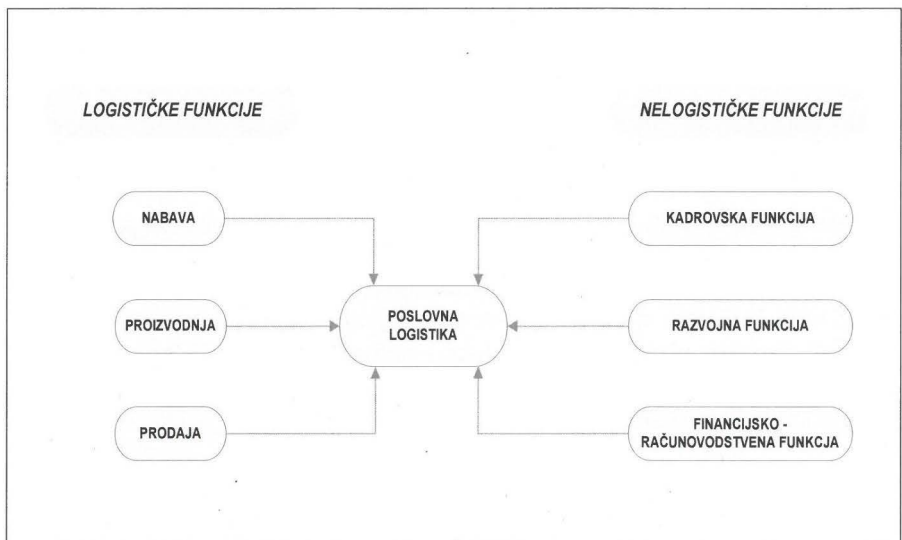 LOGISTIČKE FUNKCIJE
NELOGISTIČKE FUNKCIJE
NABAVA
KADROVSKA FUNKCIJA
PROIZVODNJA
POSLOVNA
LOGISTIKA
RAZVOJNA FUNKCIJA
PRODAJA
FINANCIJSKO -
RAČUNOVODSTVENA FUNKCJA